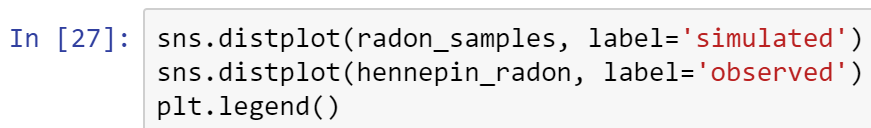 In [27]: sns.distplot(radon_samples, label='simulated')
sns.distplot(hennepin_radon, label='observed')
plt.legend()